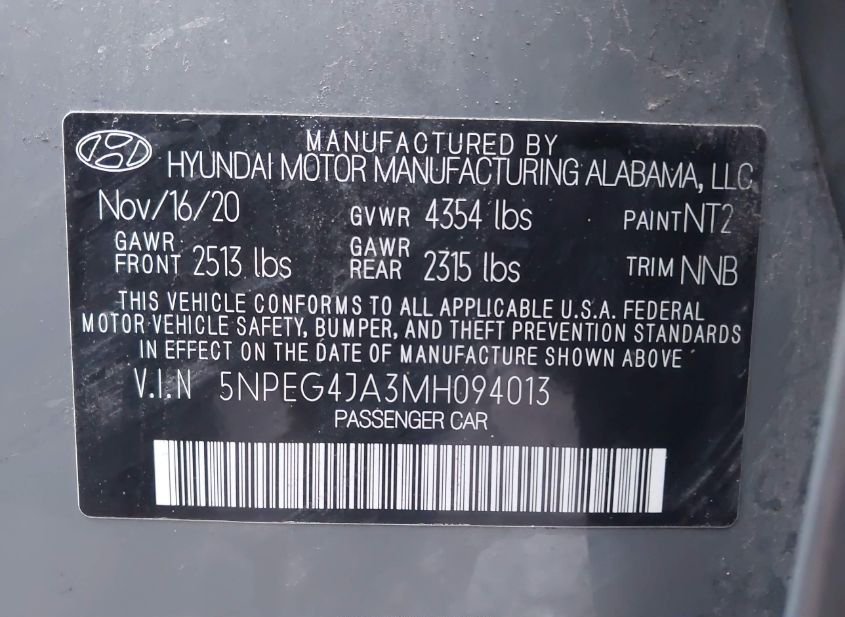 MANUFACTURED BY
HYUNDAI MOTOR MANUFACTURING ALABAMA, LLC
Nov/16/20 GVWR 4354 lbs PAINT NT2
GAWR FRONT 2513 lbs GAWR REAR 2315 lbs TRIM NNB
THIS VEHICLE CONFORMS TO ALL APPLICABLE U.S.A. FEDERAL
MOTOR VEHICLE SAFETY, BUMPER, AND THEFT PREVENTION STANDARDS
IN EFFECT ON THE DATE OF MANUFACTURE SHOWN ABOVE
V.I.N 5NPEG4JA3MH094013
PASSENGER CAR